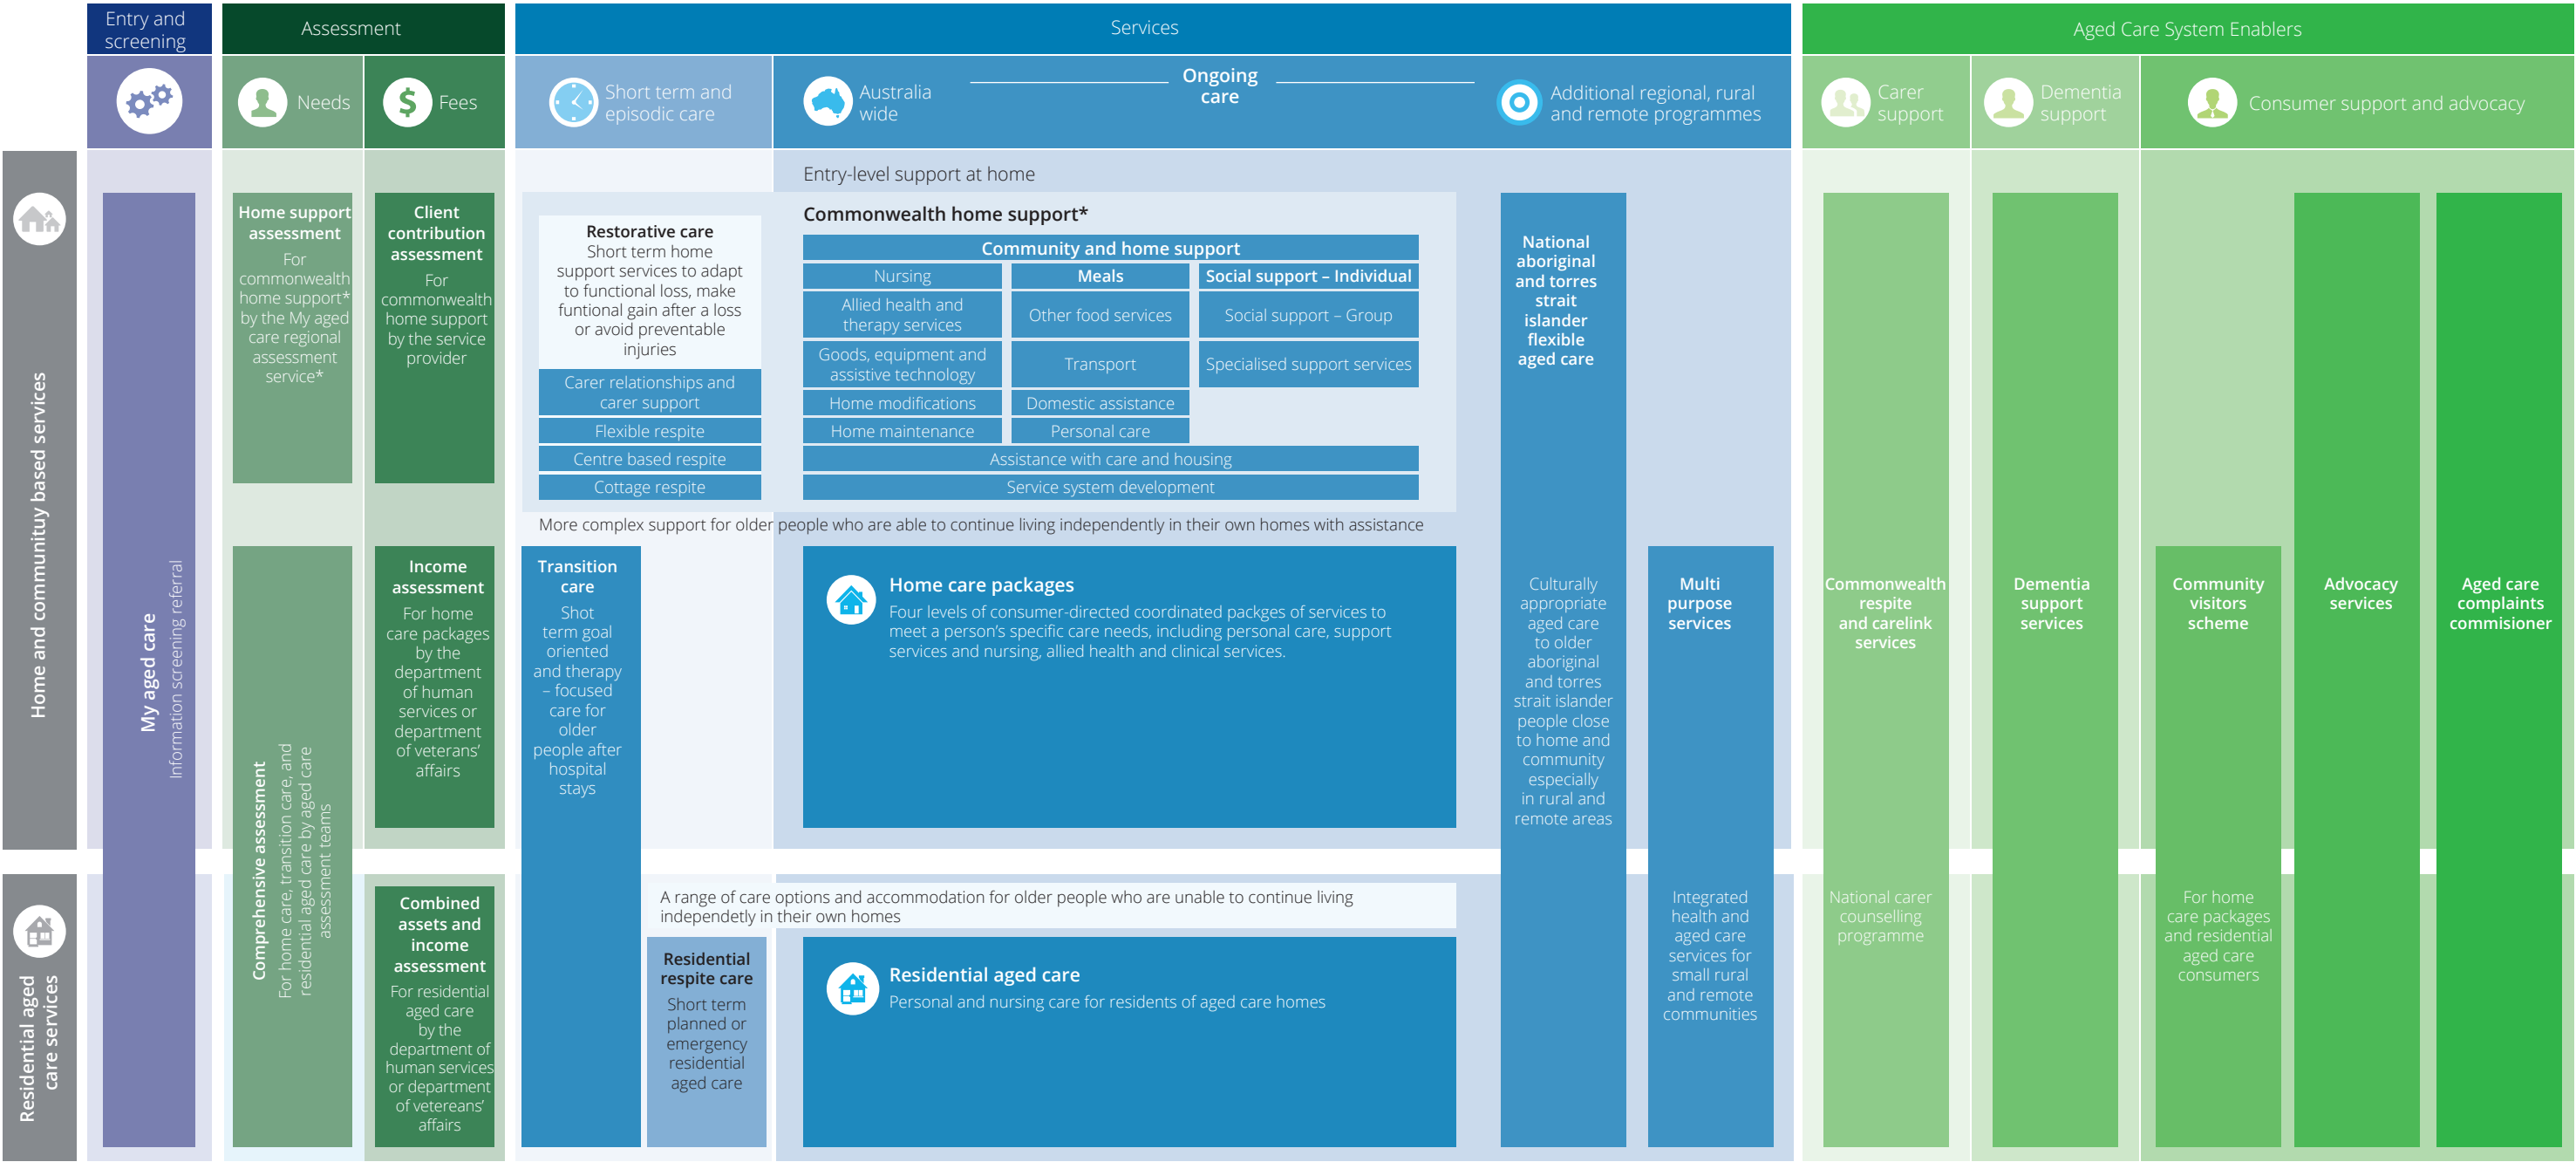 Entry and
screening
Assessment
Services
Aged Care System Enablers
Needs
Fees
Short term and
episodic care
Australia
wide
Ongoing
care
Additional regional, rural
and remote programmes
Carer
support
Dementia
support
Consumer support and advocacy
Home and communituy based services
My aged care
Information screening referral
Home support
assessment
For
commonwealth
home support*
by the My aged
care regional
assessment
service*
Client
contribution
assessment
For
commonwealth
home support
by the service
provider
Entry-level support at home
Restorative care
Short term home
support services to adapt
to functional loss, make
funtional gain after a loss
or avoid preventable
injuries
Carer relationships and
carer support
Flexible respite
Centre based respite
Cottage respite
Commonwealth home support*
Community and home support
Nursing
Meals
Social support – Individual
Allied health and
therapy services
Other food services
Social support – Group
Goods, equipment and
assistive technology
Transport
Specialised support services
Home modifications
Domestic assistance
Home maintenance
Personal care
Assistance with care and housing
Service system development
National
aboriginal
and torres
strait
islander
flexible
aged care
More complex support for older people who are able to continue living independently in their own homes with assistance
Comprehensive assessment
For home care, transition care, and
residential aged care by aged care
assessment teams
Income
assessment
For home
care packages
by the
department
of human
services or
department
of veterans’
affairs
Transition
care
Shot
term goal
oriented
and therapy
– focused
care for
older
people after
hospital
stays
Home care packages
Four levels of consumer-directed coordinated packges of services to
meet a person’s specific care needs, including personal care, support
services and nursing, allied health and clinical services.
Culturally
appropriate
aged care
to older
aboriginal
and torres
strait islander
people close
to home and
community
especially
in rural and
remote areas
Multi
purpose
services
Commonwealth
respite
and carelink
services
Dementia
support
services
Community
visitors
scheme
Advocacy
services
Aged care
complaints
commisioner
Residential aged
care services
Combined
assets and
income
assessment
For residential
aged care
by the
department of
human services
or department
of vetereans’
affairs
A range of care options and accommodation for older people who are unable to continue living
independetly in their own homes
Residential
respite care
Short term
planned or
emergency
residential
aged care
Residential aged care
Personal and nursing care for residents of aged care homes
Integrated
health and
aged care
services for
small rural
and remote
communities
National carer
counselling
programme
For home
care packages
and residential
aged care
consumers